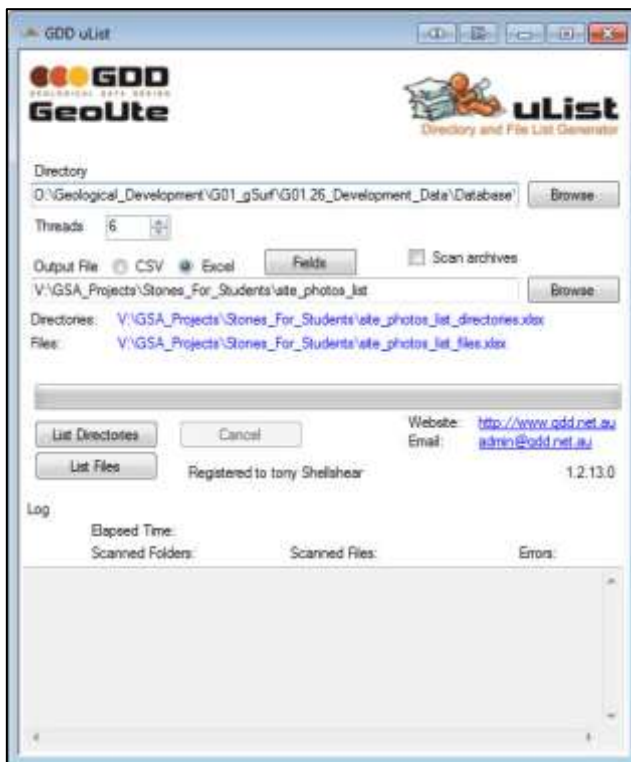 GDD uList
GDD
GEOLOGICAL DATA DESIGN
GeoUte
uList
Directory and File List Generator
Directory
O:\Geological_Development\G01_gSurf\G01.26_Development_Data\Database\
Browse
Threads 6
Output File CSV Excel Fields Scan archives
V:\GSA_Projects\Stones_For_Students\site_photos_list Browse
Directories: V:\GSA_Projects\Stones_For_Students\site_photos_list_directories.xlsx
Files: V:\GSA_Projects\Stones_For_Students\site_photos_list_files.xlsx
List Directories Cancel
Website: http://www.gdd.net.au
Email: admin@gdd.net.au
List Files Registered to tony Shellshear 1.2.13.0
Log
Elapsed Time:
Scanned Folders: Scanned Files: Errors: